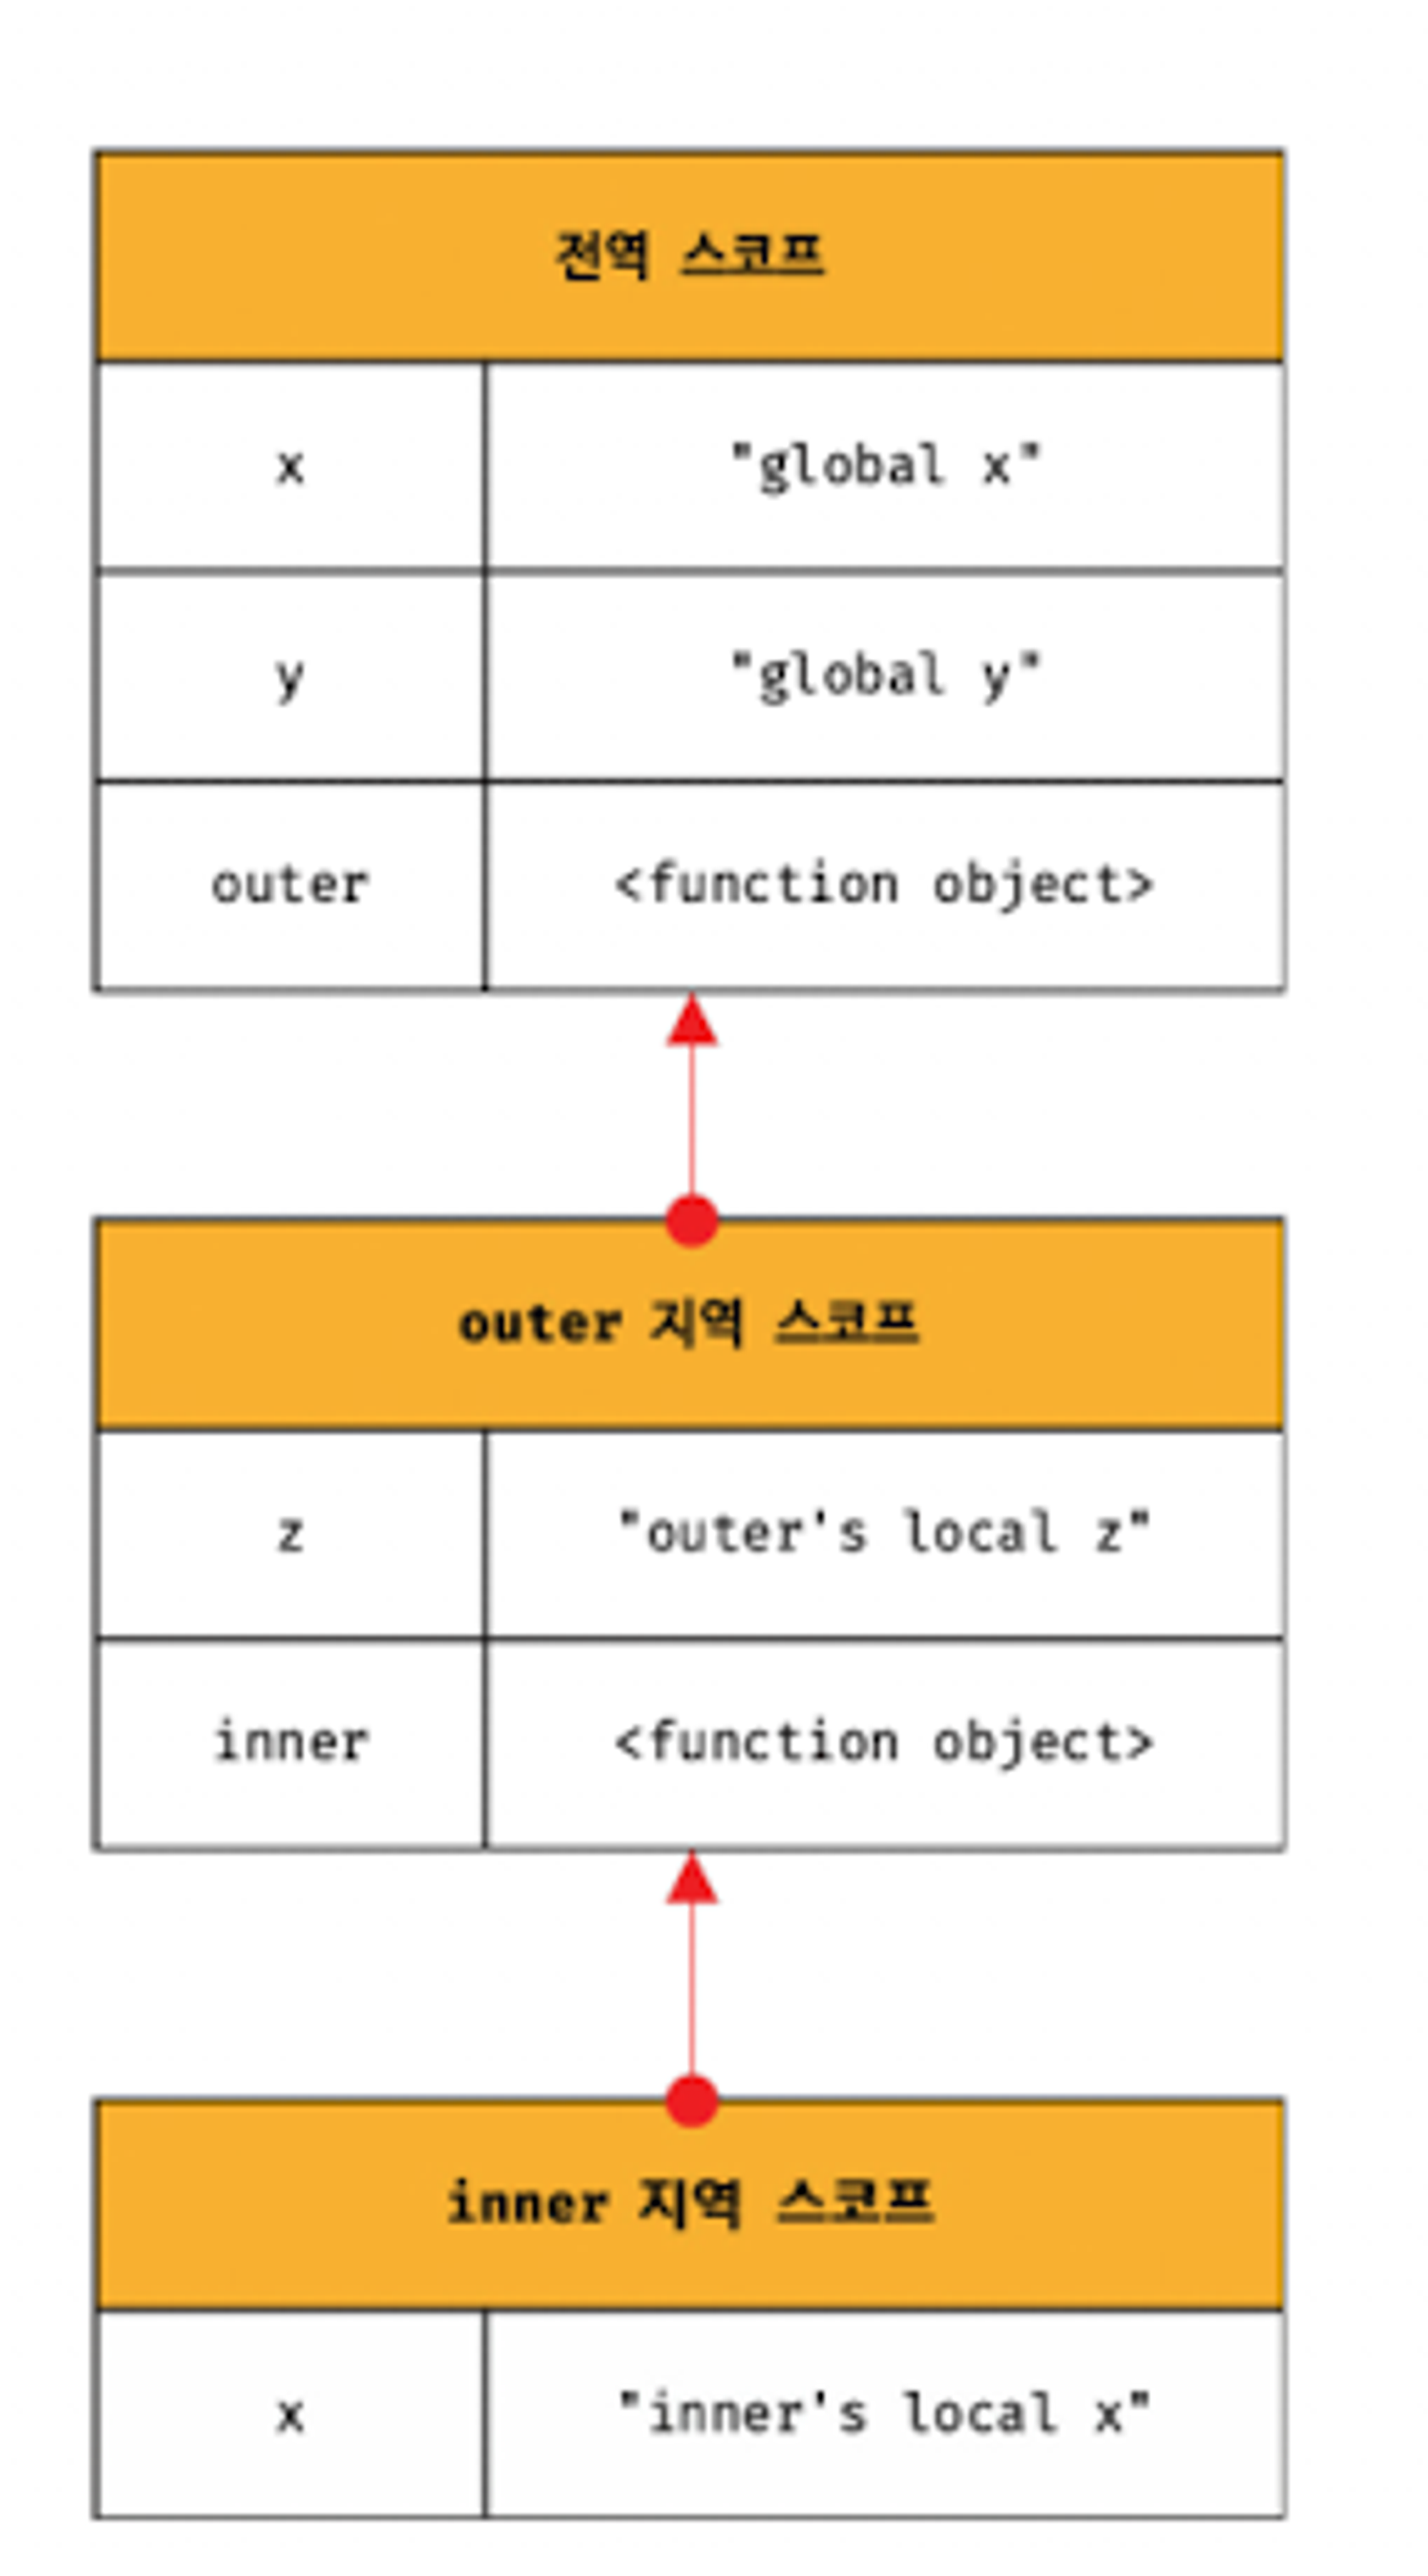 전역 스코프
x "global x"
y "global y"
outer <function object>
outer 지역 스코프
z "outer's local z"
inner <function object>
inner 지역 스코프
x "inner's local x"